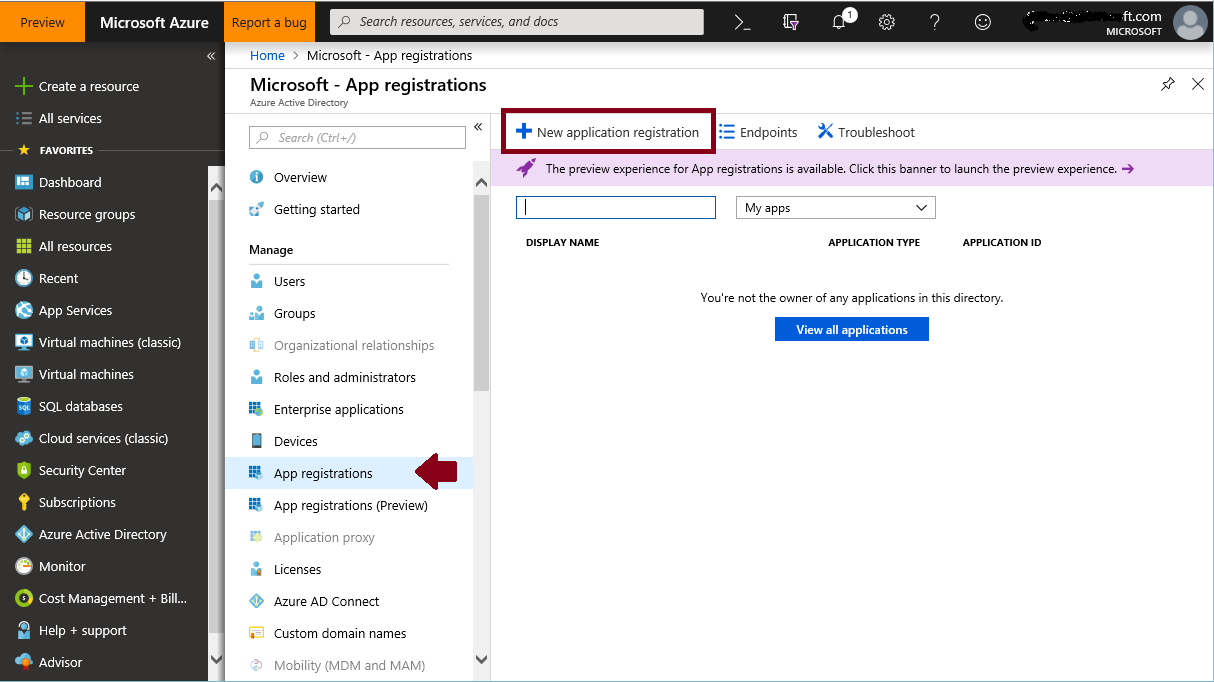 Preview
Microsoft Azure
Report a bug
Search resources, services, and docs
1
ft.com
MICROSOFT
«
Create a resource
All services
FAVORITES
Dashboard
Resource groups
All resources
Recent
App Services
Virtual machines (classic)
Virtual machines
SQL databases
Cloud services (classic)
Security Center
Subscriptions
Azure Active Directory
Monitor
Cost Management + Bill...
Help + support
Advisor
Home > Microsoft - App registrations
Microsoft - App registrations
Azure Active Directory
Search (Ctrl+/)
«
Overview
Getting started
Manage
Users
Groups
Organizational relationships
Roles and administrators
Enterprise applications
Devices
App registrations
App registrations (Preview)
Application proxy
Licenses
Azure AD Connect
Custom domain names
Mobility (MDM and MAM)
New application registration
Endpoints
Troubleshoot
The preview experience for App registrations is available. Click this banner to launch the preview experience. →
My apps
DISPLAY NAME
APPLICATION TYPE
APPLICATION ID
You're not the owner of any applications in this directory.
View all applications